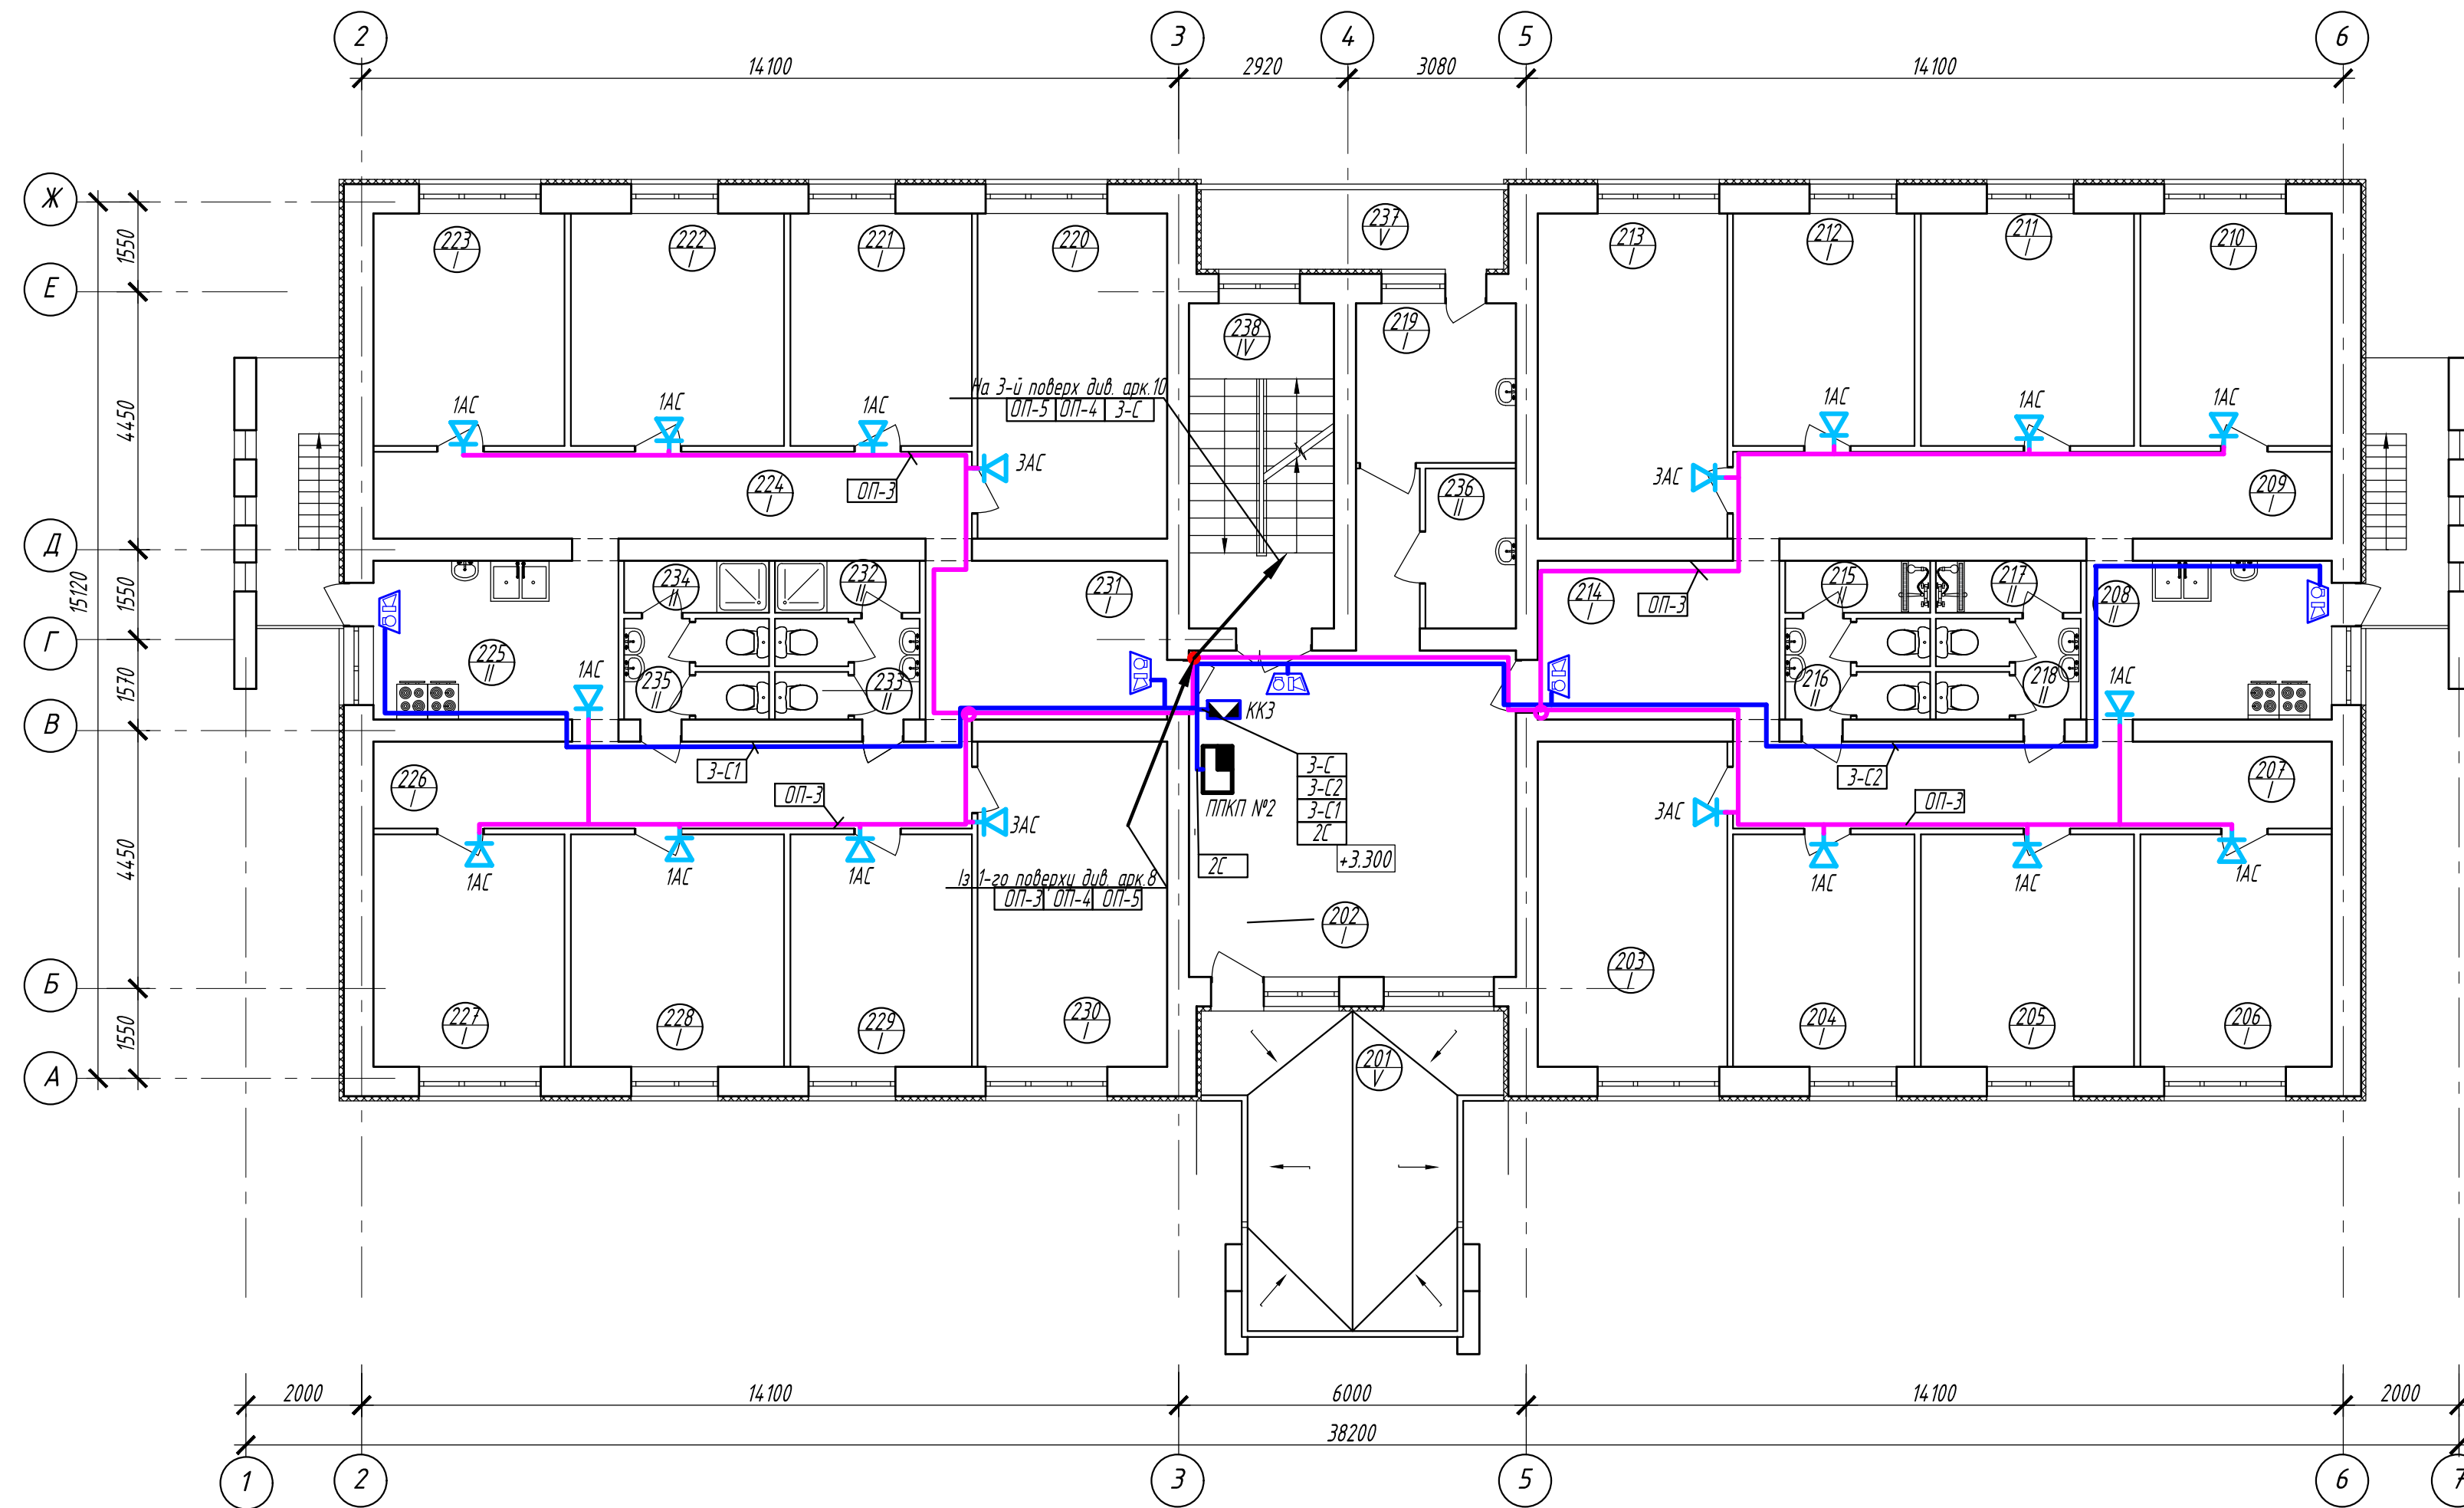 2 3 4 5 6
14100 2920 3080 14100
Ж
Е
Д
Г
В
Б
А
1550
4450
1550
1570
4450
1550
15120
223
I
222
I
221
I
220
I
237
V
213
I
212
I
211
I
210
I
238
IV
219
I
На 3-й поверх див. арк.10
ОП-5 ОП-4 3-С
1АС
1АС
1АС
3АС
1АС
1АС
1АС
3АС
224
I
ОП-3
236
II
209
I
234
II
232
II
231
I
214
I
ОП-3
215
II
217
II
208
II
225
II
1АС
235
II
233
II
216
II
218
II
1АС
ККЗ
226
I
3-С1
ОП-3
ППКП №2
3-С
3-С2
3-С1
2С
+3.300
3АС
3-С2
ОП-3
207
I
3АС
1АС
1АС
1АС
2С
1АС
1АС
1АС
Із 1-го поверху див. арк.8
ОП-3 ОП-4 ОП-5
202
I
203
I
227
I
228
I
229
I
230
I
201
V
204
I
205
I
206
I
2000 14100 6000 14100 2000
38200
1 2 3 5 6 7